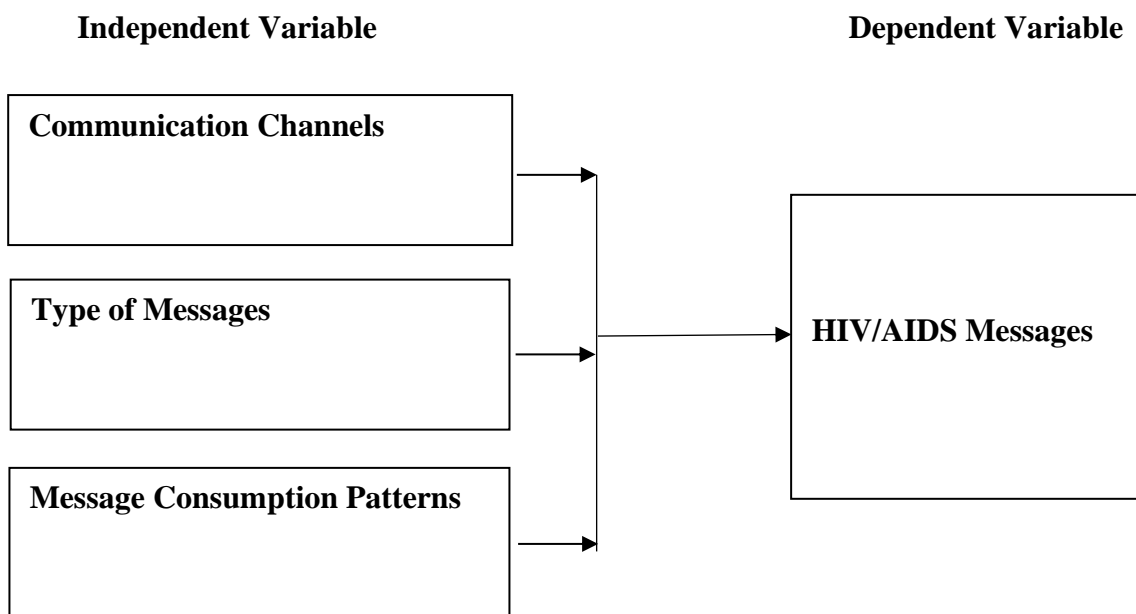 Independent Variable
Dependent Variable
Communication Channels
Type of Messages
HIV/AIDS Messages
Message Consumption Patterns